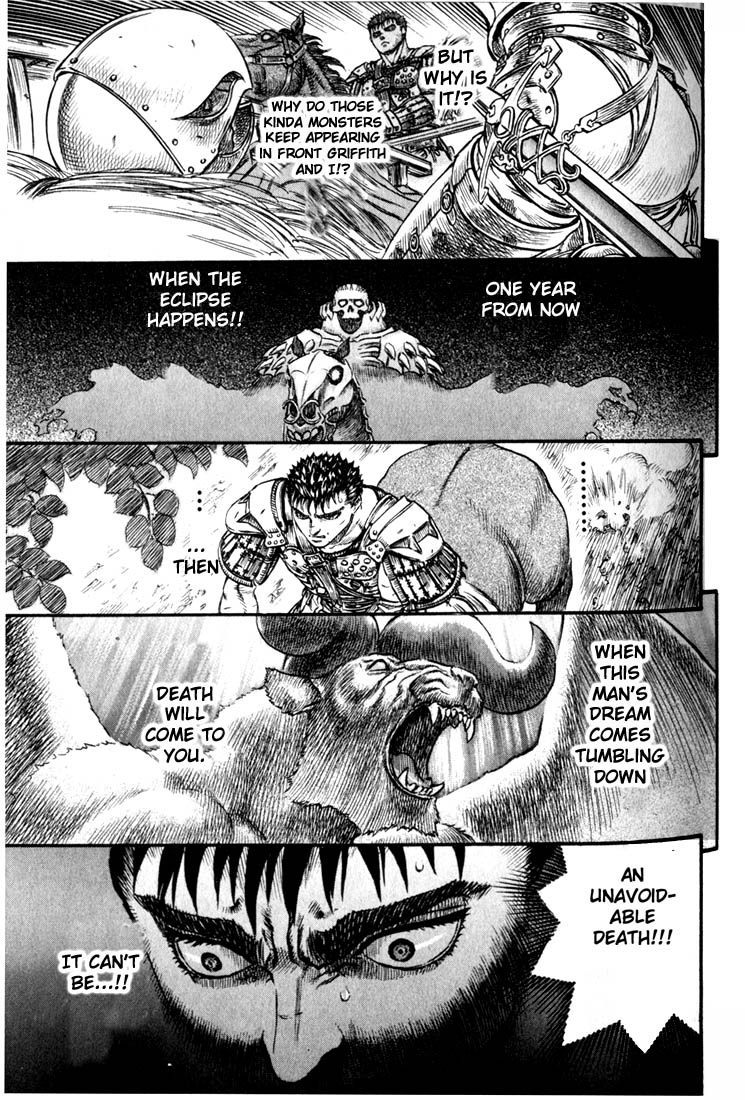 BUT
WHY IS
IT!?
WHY DO THOSE
KINDA MONSTERS
KEEP APPEARING
IN FRONT GRIFFITH
AND I!?
ONE YEAR
FROM NOW
WHEN THE
ECLIPSE
HAPPENS!!
......
...
...
THEN
WHEN
THIS
MAN'S
DREAM
COMES
TUMBLING
DOWN
DEATH
WILL
COME TO
YOU.
AN
UNAVOID-
ABLE
DEATH!!!
IT CAN'T
BE...!!